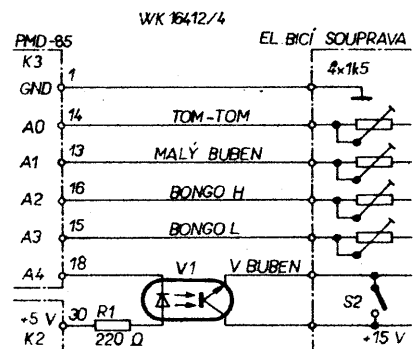 WK 16412/4
PMD-85
EL. BICÍ SOUPRAVA
K3
4x1k5
GND 1
A0 14 TOM-TOM
A1 13 MALÝ BUBEN
A2 16 BONGO H
A3 15 BONGO L
A4 18 V1 V BUBEN
S2
+5 V 30 R1
K2 220 Ω +15 V